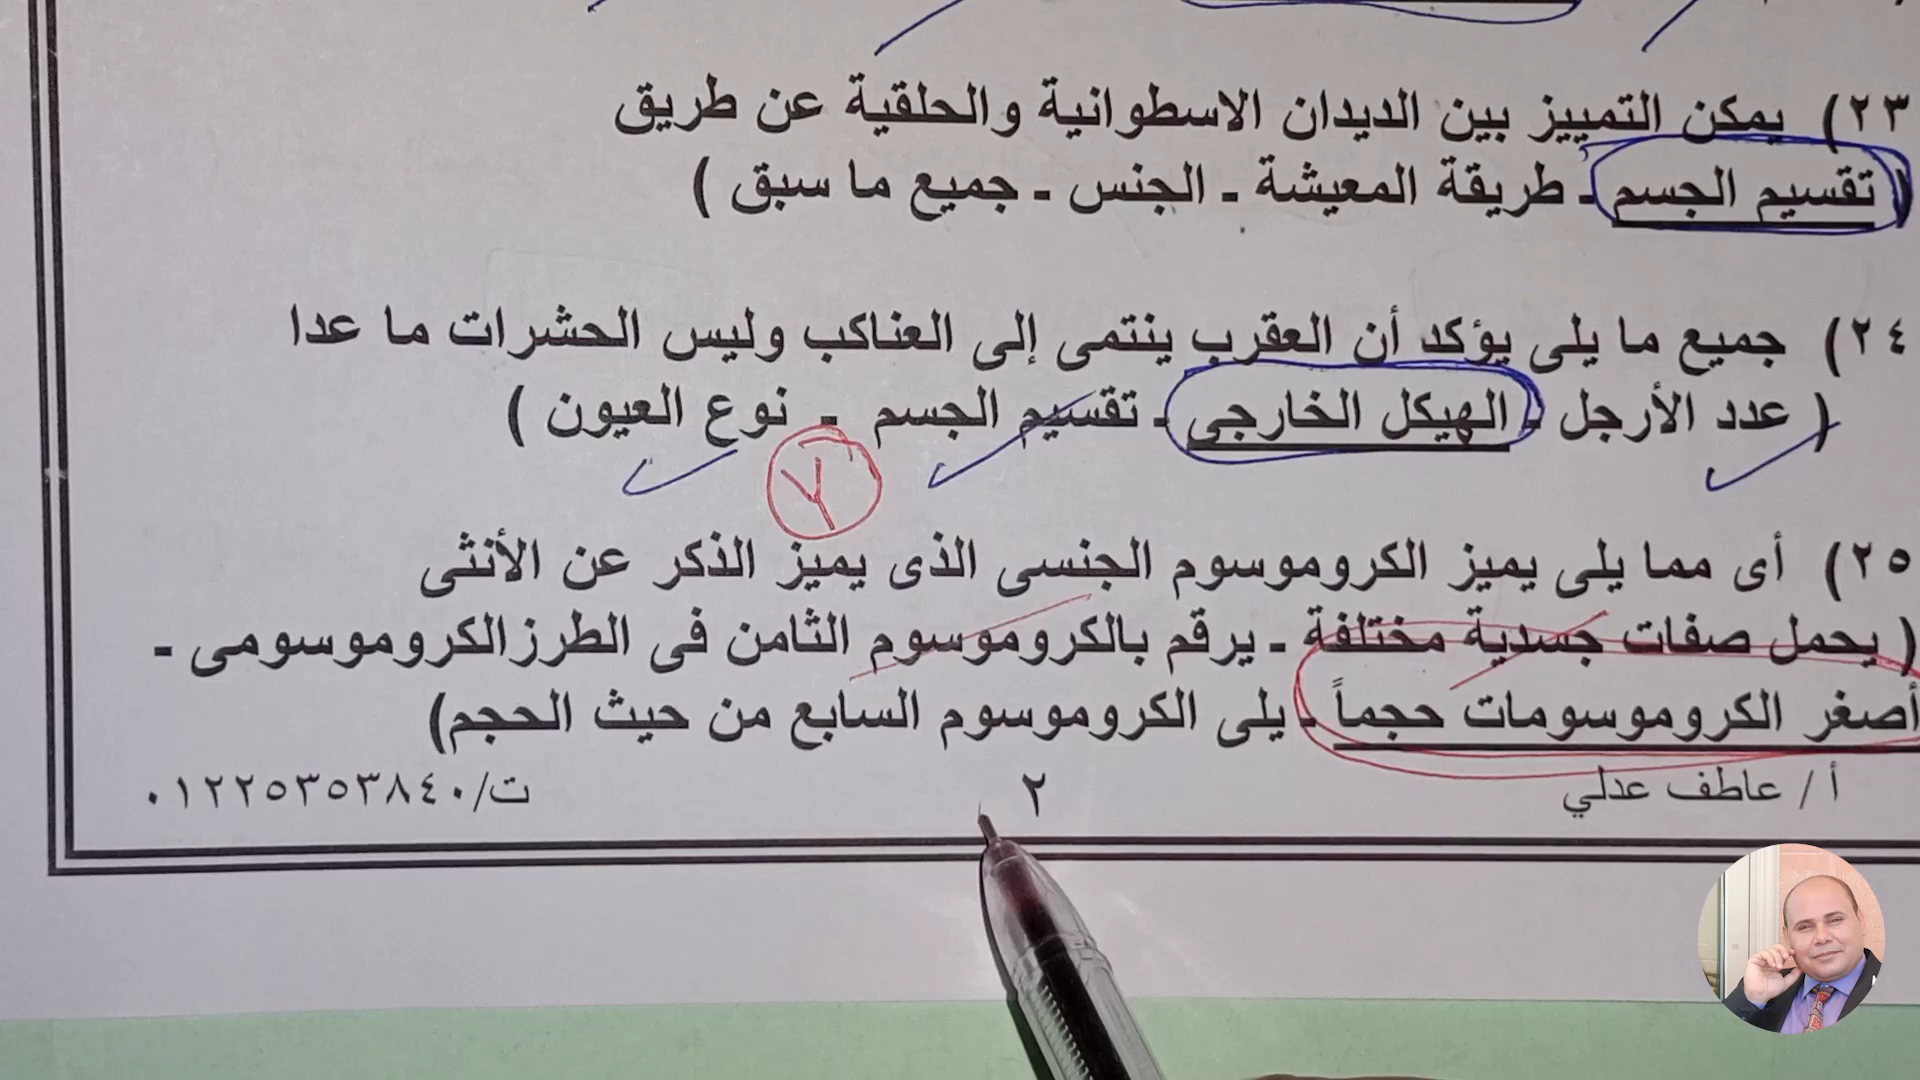 ٢٣) يمكن التمييز بين الديدان الاسطوانية والحلقية عن طريق
( تقسيم الجسم - طريقة المعيشة - الجنس - جميع ما سبق )
٢٤) جميع ما يلى يؤكد أن العقرب ينتمى إلى العناكب وليس الحشرات ما عدا
( عدد الأرجل - الهيكل الخارجى - تقسيم الجسم - نوع العيون )
Y
٢٥) أى مما يلى يميز الكروموسوم الجنسى الذى يميز الذكر عن الأنثى
( يحمل صفات جسدية مختلفة - يرقم بالكروموسوم الثامن فى الطرزالكروموسومى -
أصغر الكروموسومات حجماً - يلى الكروموسوم السابع من حيث الحجم)
أ / عاطف عدلي ٢ ت/٠١٢٢٥٣٥٣٨٤٠